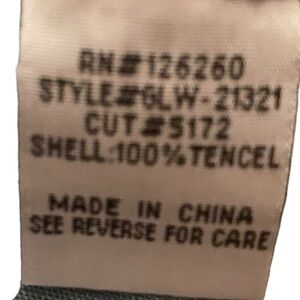 RN#126260
STYLE#GLW-21321
CUT#5172
SHELL:100%TENCEL
MADE IN CHINA
SEE REVERSE FOR CARE